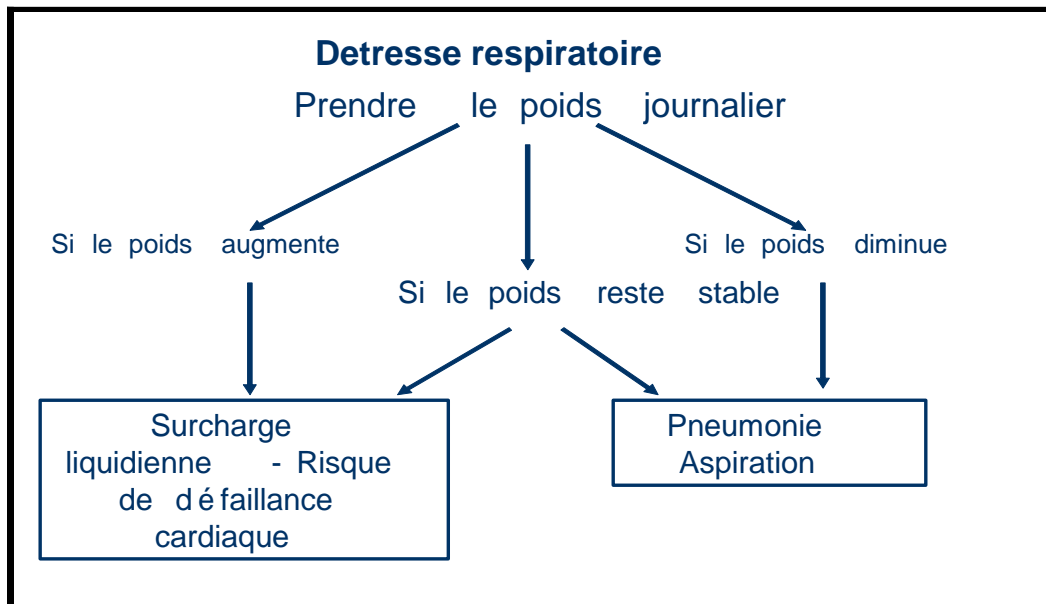 Detresse respiratoire
Prendre le poids journalier
Si le poids augmente
Si le poids diminue
Si le poids reste stable
Surcharge
liquidienne - Risque
de défaillance
cardiaque
Pneumonie
Aspiration